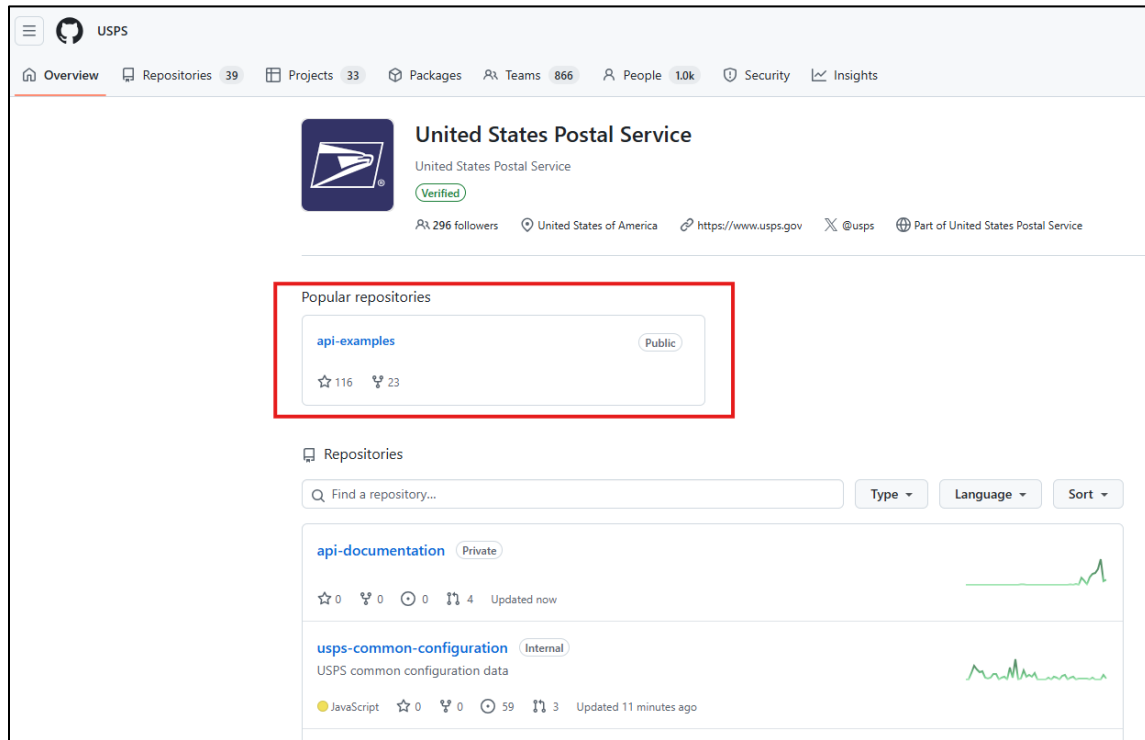 USPS
Overview Repositories 39 Projects 33 Packages Teams 866 People 1.0k Security Insights
United States Postal Service
United States Postal Service
Verified
296 followers United States of America https://www.usps.gov @usps Part of United States Postal Service
Popular repositories
api-examples Public
116 23
Repositories
Find a repository... Type Language Sort
api-documentation Private
0 0 0 4 Updated now
usps-common-configuration Internal
USPS common configuration data
JavaScript 0 0 59 3 Updated 11 minutes ago